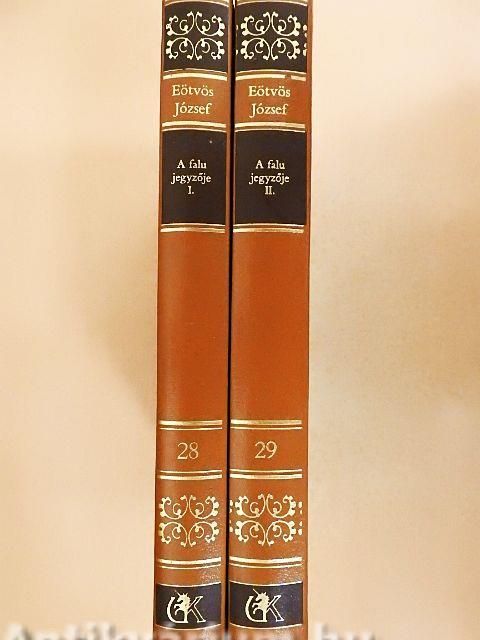 Eötvös
József
A falu
jegyzője
I.
28
Eötvös
József
A falu
jegyzője
II.
29